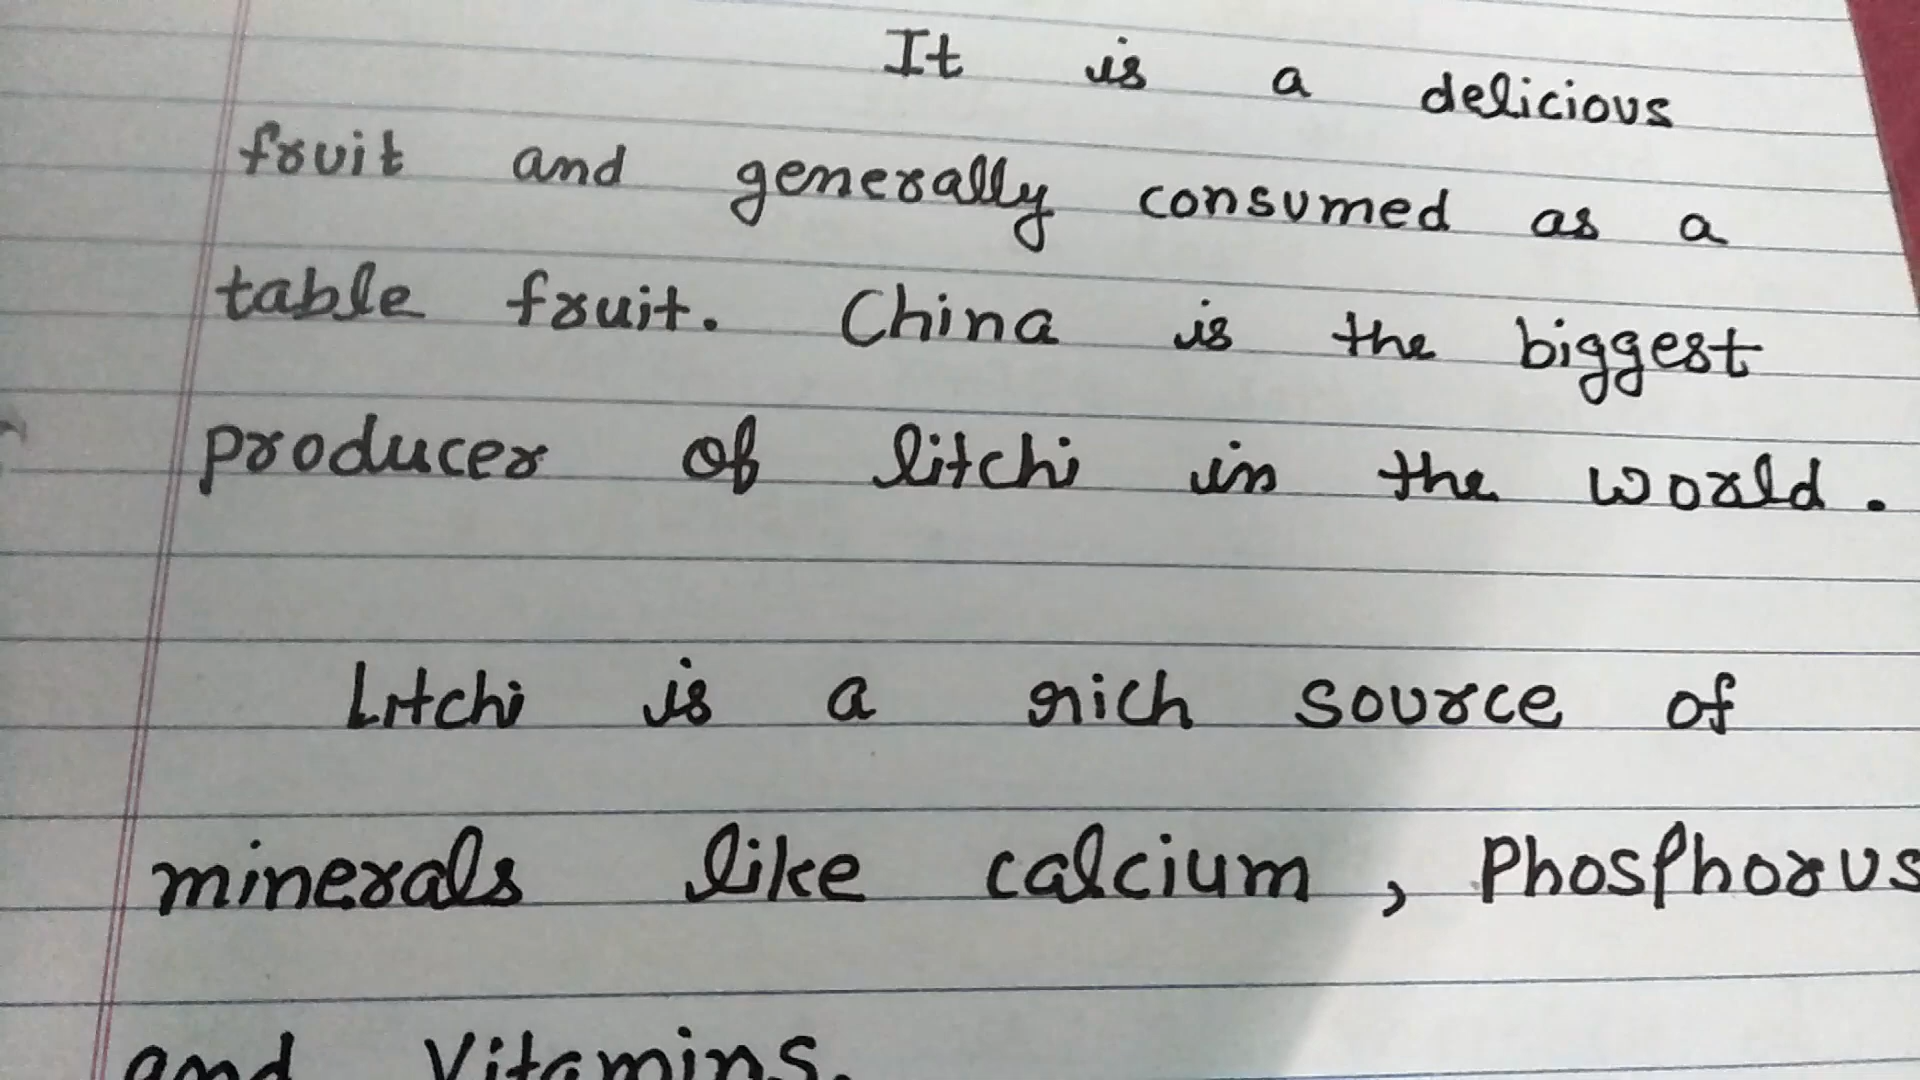 It is a delicious
fruit and generally consumed as a
table fruit. China is the biggest
producer of litchi in the world.
Litchi is a rich source of
minerals like calcium, Phosphorus
and Vitamins.